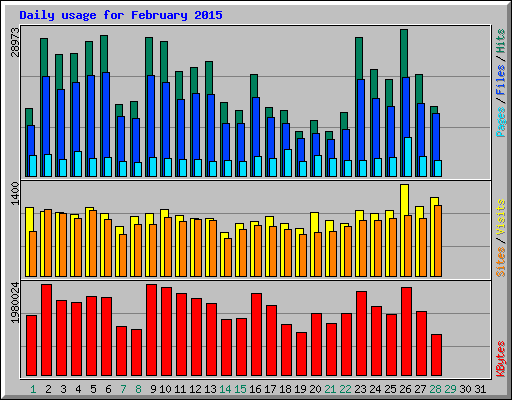 Daily usage for February 2015
28973
Pages / Files / Hits
1400
Sites / Visits
1980024
KBytes
1 2 3 4 5 6 7 8 9 10 11 12 13 14 15 16 17 18 19 20 21 22 23 24 25 26 27 28 29 30 31